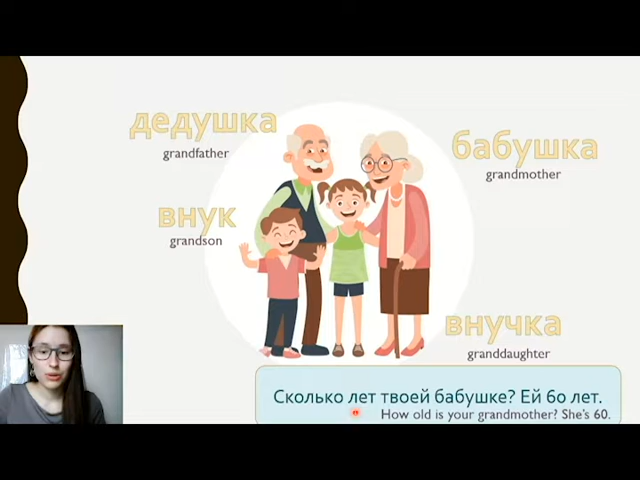 дедушка
grandfather
бабушка
grandmother
внук
grandson
внучка
granddaughter
Сколько лет твоей бабушке? Ей 60 лет.
How old is your grandmother? She's 60.